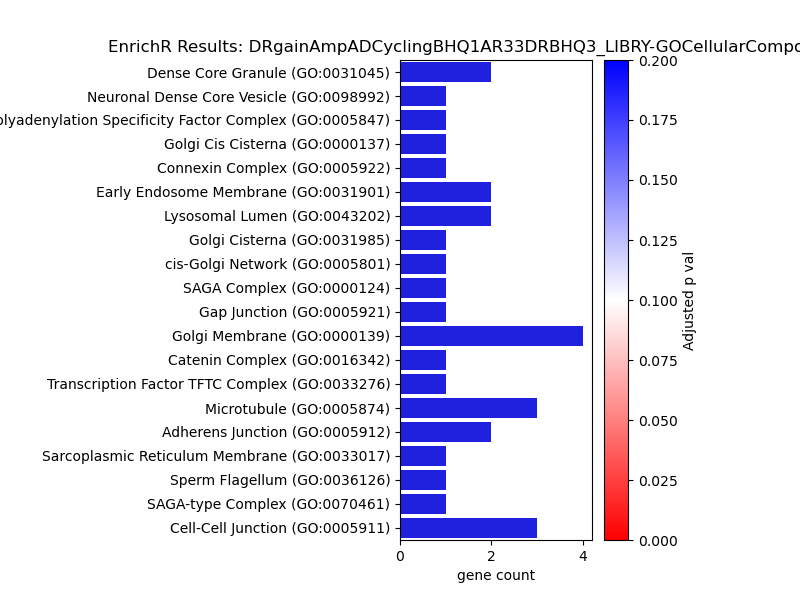 EnrichR Results: DRgainAmpADCyclingBHQ1AR33DRBHQ3_LIBRY-GOCellularCompo
Dense Core Granule (GO:0031045)
Neuronal Dense Core Vesicle (GO:0098992)
olyadenylation Specificity Factor Complex (GO:0005847)
Golgi Cis Cisterna (GO:0000137)
Connexin Complex (GO:0005922)
Early Endosome Membrane (GO:0031901)
Lysosomal Lumen (GO:0043202)
Golgi Cisterna (GO:0031985)
cis-Golgi Network (GO:0005801)
SAGA Complex (GO:0000124)
Gap Junction (GO:0005921)
Golgi Membrane (GO:0000139)
Catenin Complex (GO:0016342)
Transcription Factor TFTC Complex (GO:0033276)
Microtubule (GO:0005874)
Adherens Junction (GO:0005912)
Sarcoplasmic Reticulum Membrane (GO:0033017)
Sperm Flagellum (GO:0036126)
SAGA-type Complex (GO:0070461)
Cell-Cell Junction (GO:0005911)
0 2 4
gene count
0.200
0.175
0.150
0.125
0.100
0.075
0.050
0.025
0.000
Adjusted p val